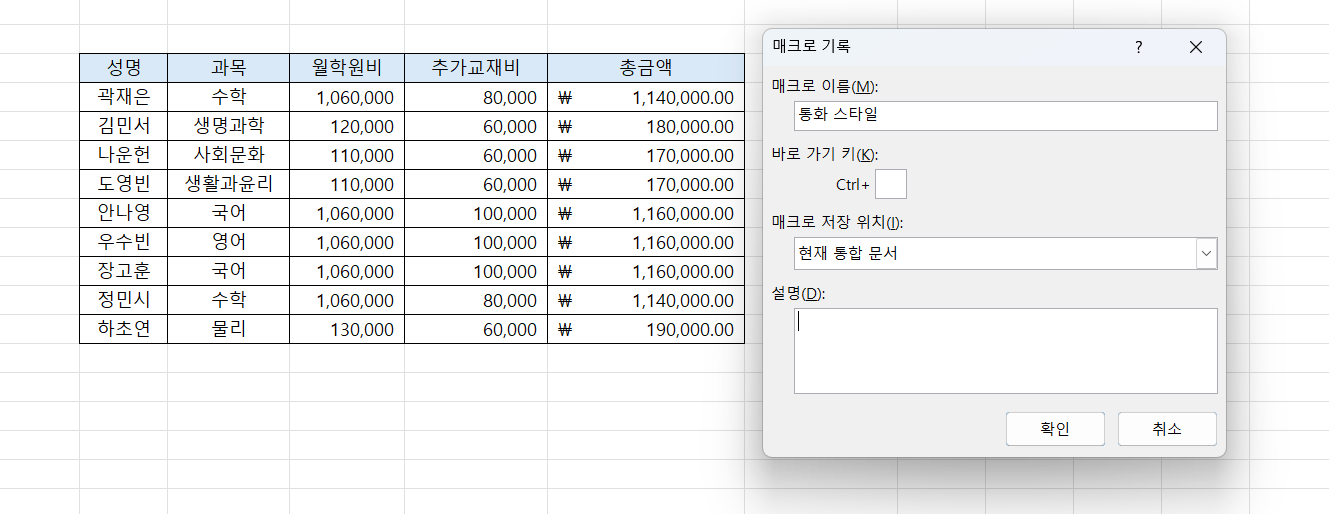 성명 과목 월학원비 추가교재비 총금액
곽재은 수학 1,060,000 80,000 ₩ 1,140,000.00
김민서 생명과학 120,000 60,000 ₩ 180,000.00
나운헌 사회문화 110,000 60,000 ₩ 170,000.00
도영빈 생활과윤리 110,000 60,000 ₩ 170,000.00
안나영 국어 1,060,000 100,000 ₩ 1,160,000.00
우수빈 영어 1,060,000 100,000 ₩ 1,160,000.00
장고훈 국어 1,060,000 100,000 ₩ 1,160,000.00
정민시 수학 1,060,000 80,000 ₩ 1,140,000.00
하초연 물리 130,000 60,000 ₩ 190,000.00
매크로 기록 ?
매크로 이름(M):
통화 스타일
바로 가기 키(K):
Ctrl+
매크로 저장 위치(I):
현재 통합 문서
설명(D):
확인 취소